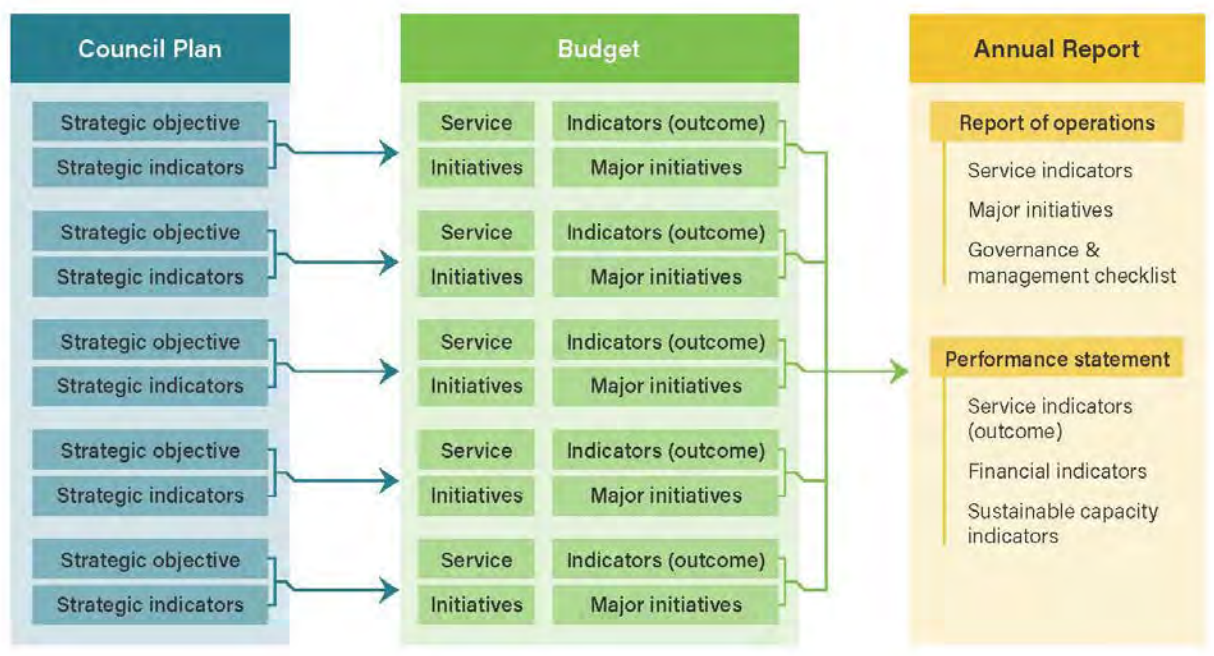 Council Plan
Strategic objective
Strategic indicators
Strategic objective
Strategic indicators
Strategic objective
Strategic indicators
Strategic objective
Strategic indicators
Strategic objective
Strategic indicators
Budget
Service
Indicators (outcome)
Initiatives
Major initiatives
Service
Indicators (outcome)
Initiatives
Major initiatives
Service
Indicators (outcome)
Initiatives
Major initiatives
Service
Indicators (outcome)
Initiatives
Major initiatives
Service
Indicators (outcome)
Initiatives
Major initiatives
Annual Report
Report of operations
Service indicators
Major initiatives
Governance &
management checklist
Performance statement
Service indicators
(outcome)
Financial indicators
Sustainable capacity
indicators